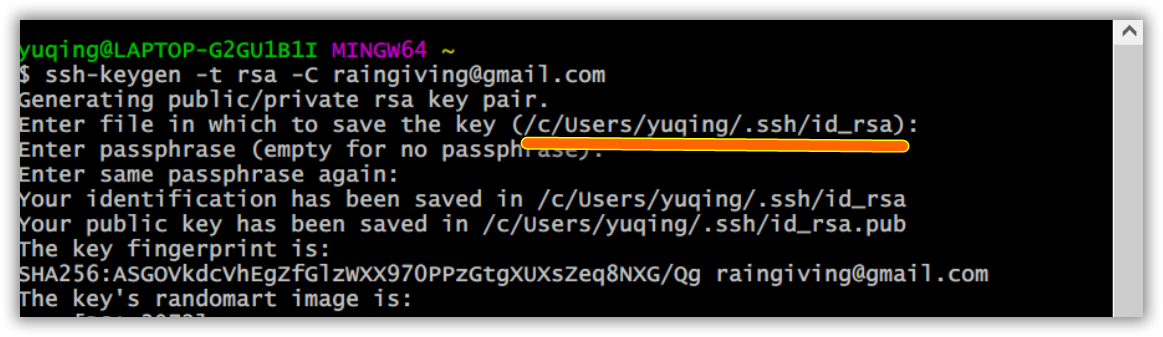 yuqing@LAPTOP-G2GU1B1I MINGW64 ~
$ ssh-keygen -t rsa -C raingiving@gmail.com
Generating public/private rsa key pair.
Enter file in which to save the key (/c/Users/yuqing/.ssh/id_rsa):
Enter passphrase (empty for no passphrase):
Enter same passphrase again:
Your identification has been saved in /c/Users/yuqing/.ssh/id_rsa
Your public key has been saved in /c/Users/yuqing/.ssh/id_rsa.pub
The key fingerprint is:
SHA256:ASGOVkdcVhEgZfGlzWXX970PPzGtgXUXsZeq8NXG/Qg raingiving@gmail.com
The key's randomart image is: